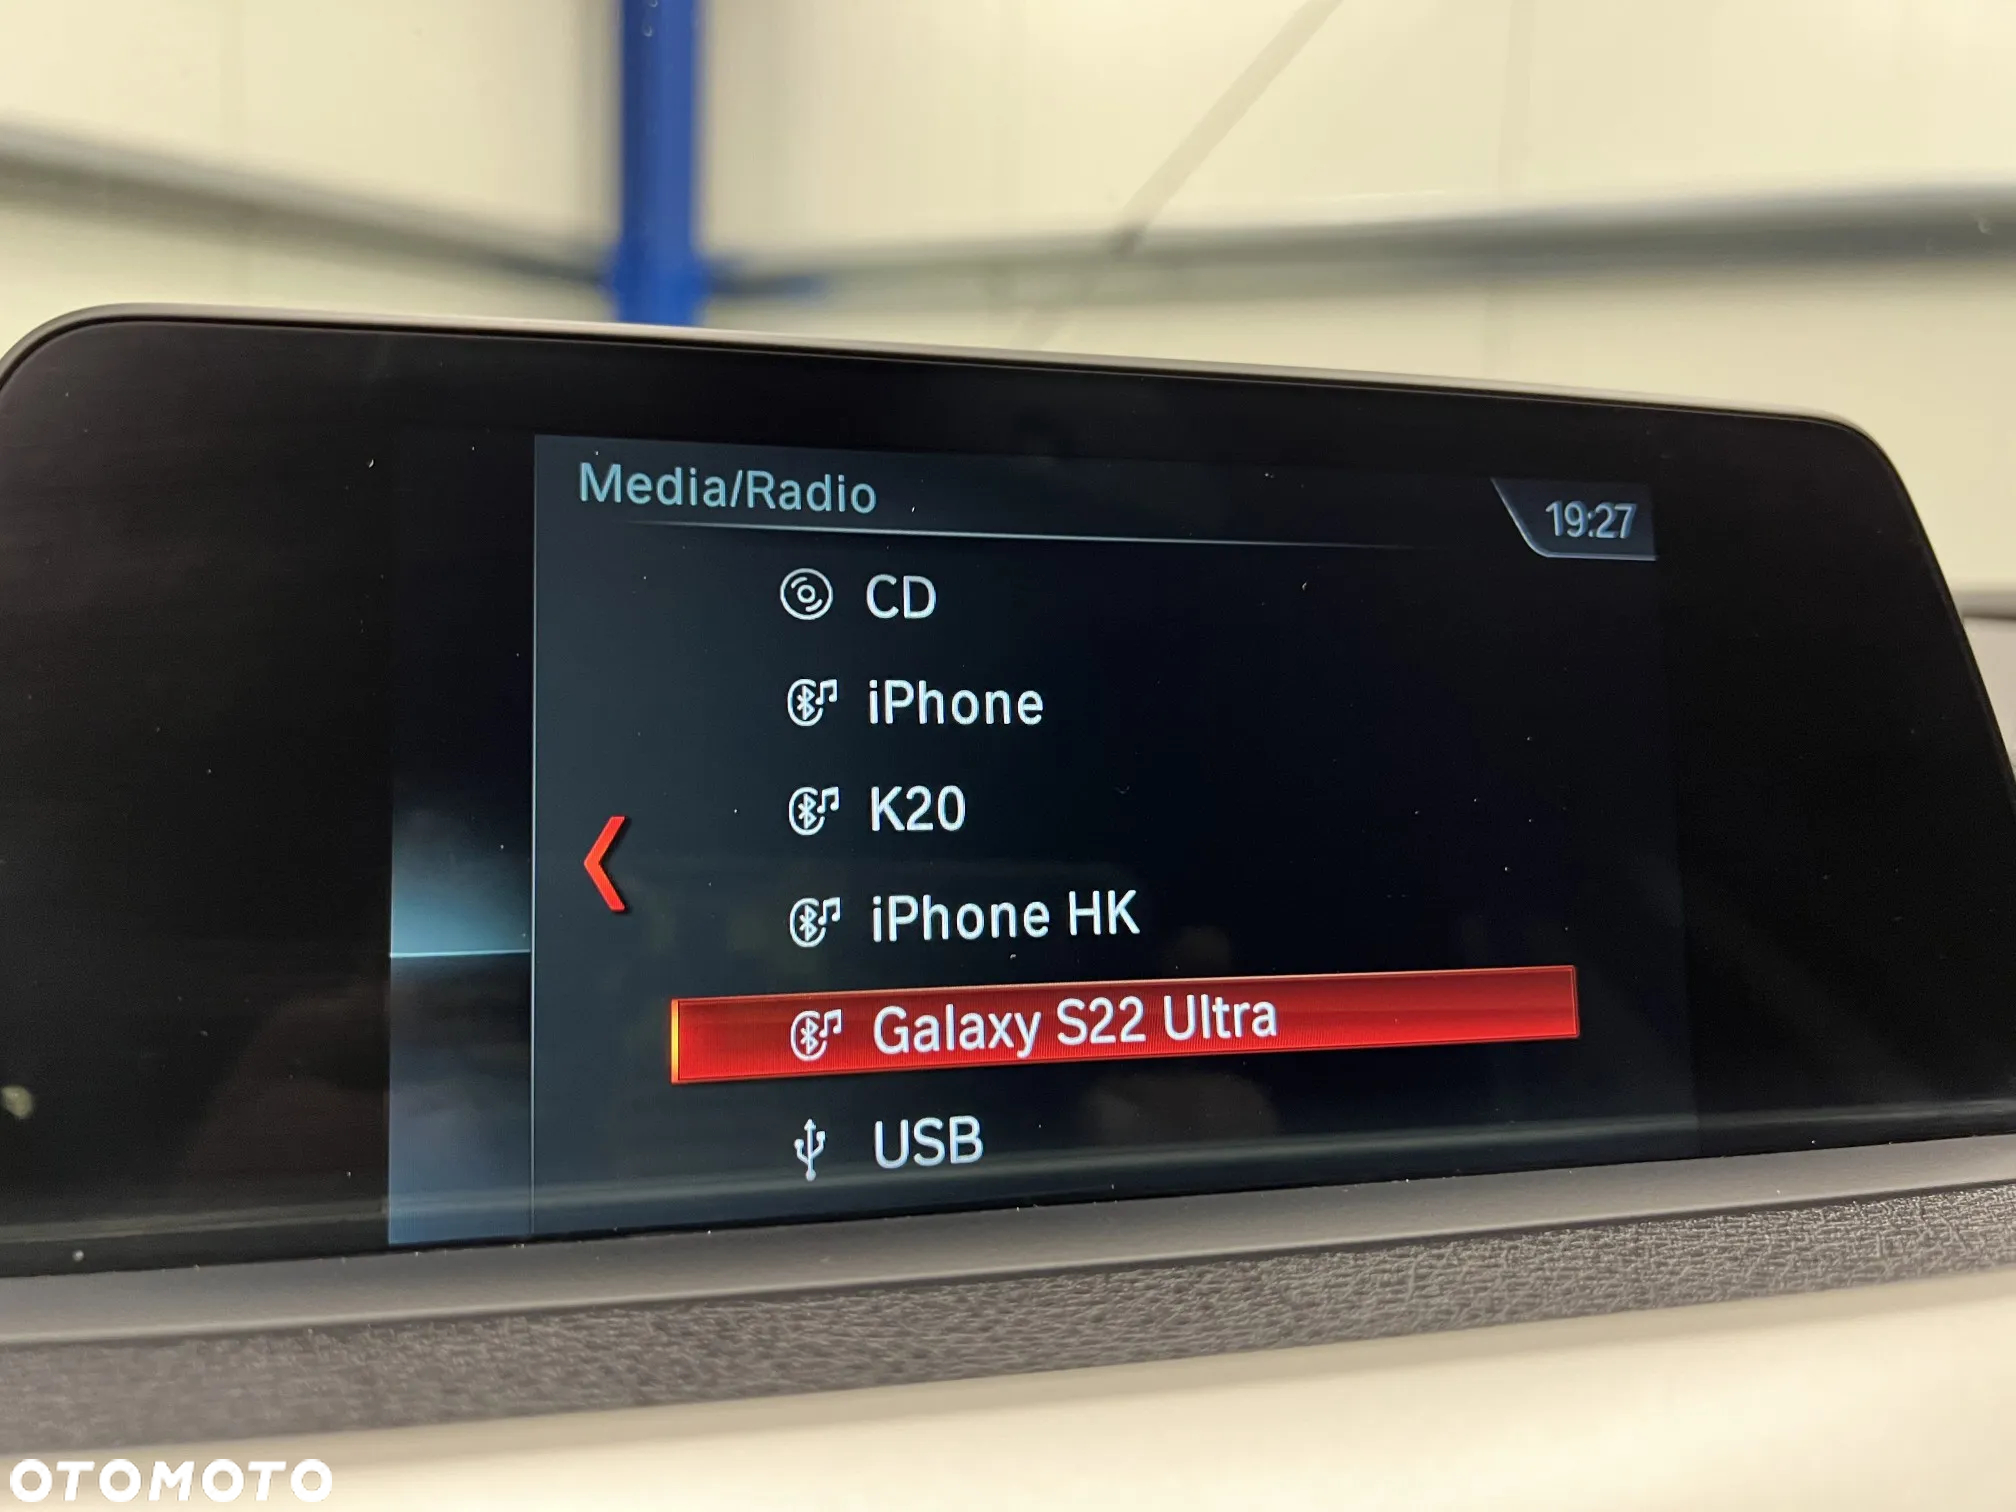 Media/Radio
19:27
CD
iPhone
K20
iPhone HK
Galaxy S22 Ultra
USB
OTOMOTO